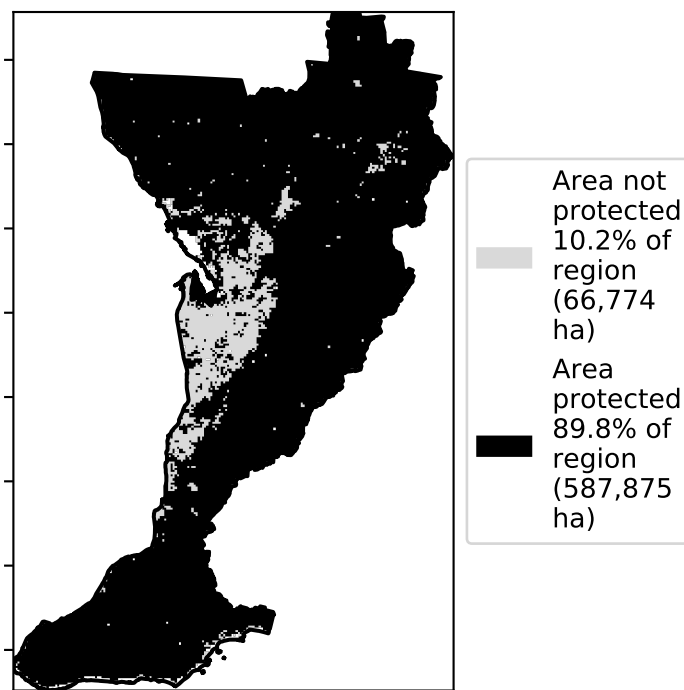 Area not
protected
10.2% of
region
(66,774
ha)
Area
protected
89.8% of
region
(587,875
ha)